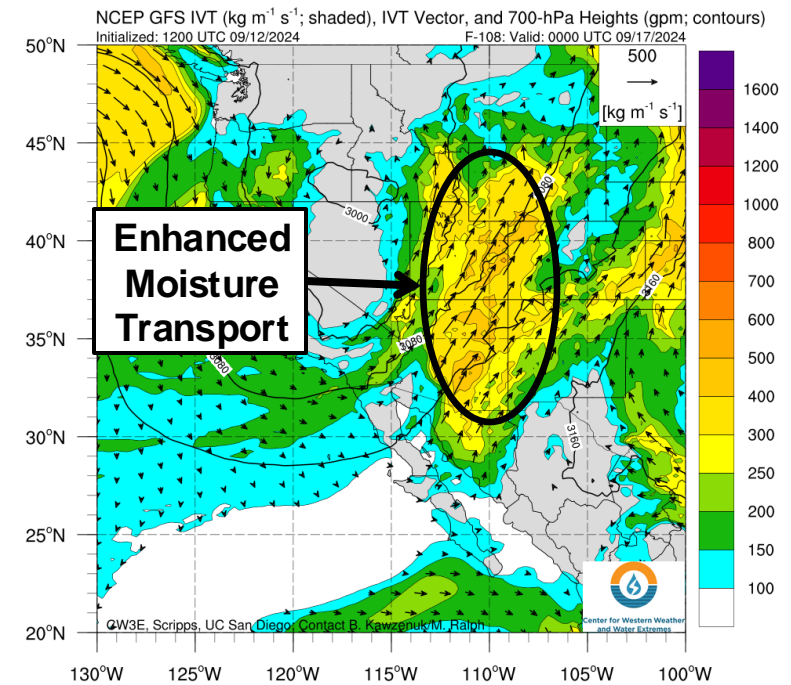 NCEP GFS IVT (kg m⁻¹ s⁻¹; shaded), IVT Vector, and 700-hPa Heights (gpm; contours)
Initialized: 1200 UTC 09/12/2024 F-108: Valid: 0000 UTC 09/17/2024
500
[kg m⁻¹ s⁻¹]
50°N
45°N
40°N
35°N
30°N
25°N
20°N
3000
3080
3160
Enhanced
Moisture
Transport
3080
3080
3160
1600
1400
1200
1000
800
700
600
500
400
300
250
200
150
100
Center for Western Weather
and Water Extremes
CW3E, Scripps, UC San Diego; Contact B. Kawzenuk/M. Ralph
130°W 125°W 120°W 115°W 110°W 105°W 100°W